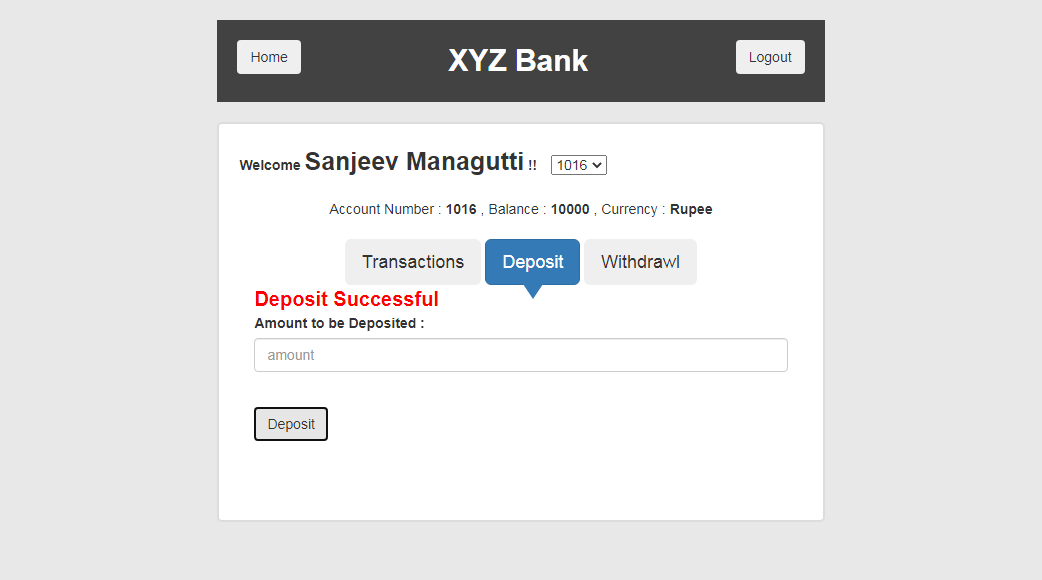 Home
XYZ Bank
Logout
Welcome Sanjeev Managutti !! 1016
Account Number : 1016 , Balance : 10000 , Currency : Rupee
Transactions
Deposit
Withdrawl
Deposit Successful
Amount to be Deposited :
amount
Deposit